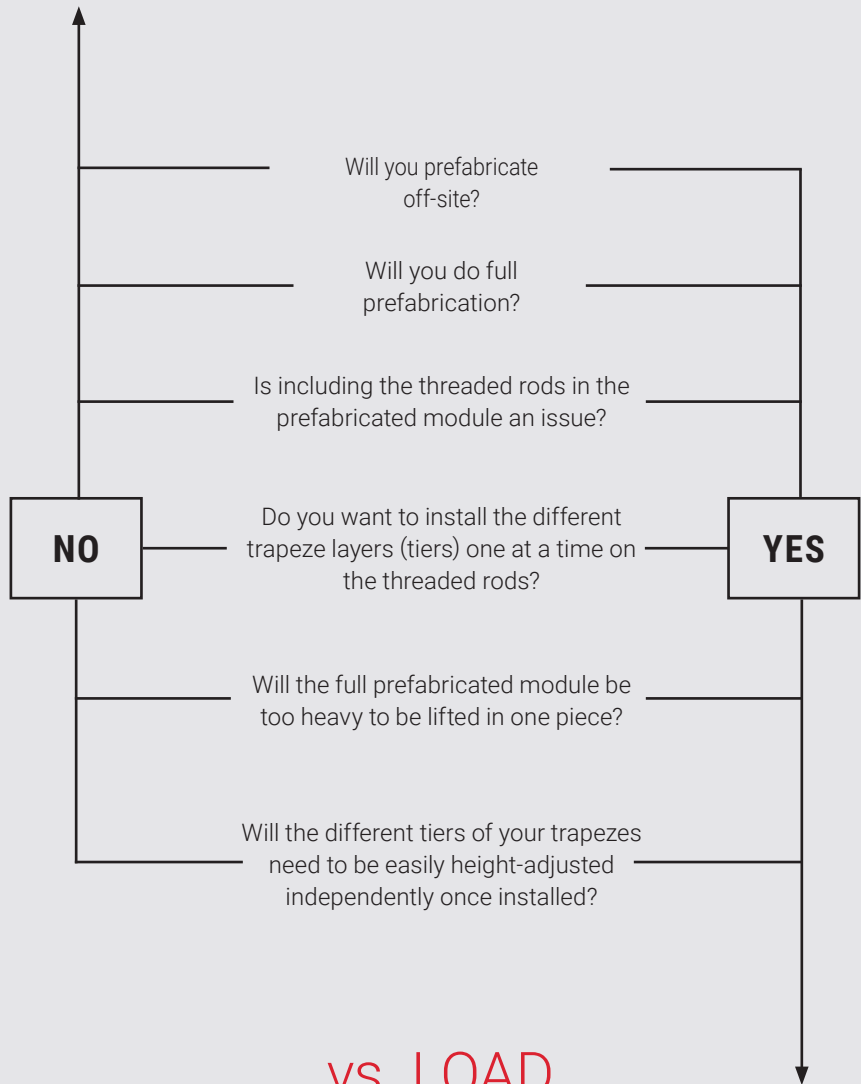 Will you prefabricate
off-site?
Will you do full
prefabrication?
Is including the threaded rods in the
prefabricated module an issue?
NO
Do you want to install the different
trapeze layers (tiers) one at a time on
the threaded rods?
YES
Will the full prefabricated module be
too heavy to be lifted in one piece?
Will the different tiers of your trapezes
need to be easily height-adjusted
independently once installed?
vs. LOAD